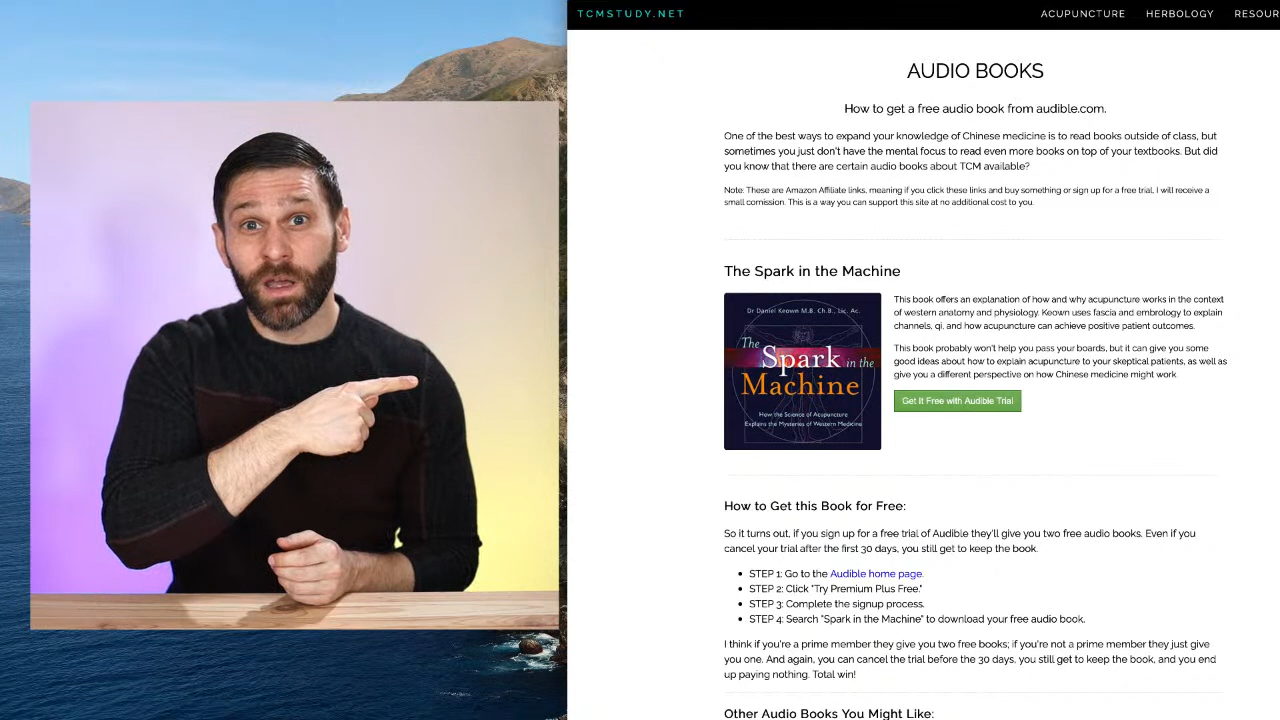 TCMSTUDY.NET
ACUPUNCTURE HERBOLOGY RESOUR
AUDIO BOOKS
How to get a free audio book from audible.com.
One of the best ways to expand your knowledge of Chinese medicine is to read books outside of class, but
sometimes you just don't have the mental focus to read even more books on top of your textbooks. But did
you know that there are certain audio books about TCM available?
Note: These are Amazon Affiliate links, meaning if you click these links and buy something or sign up for a free trial, I will receive a
small comission. This is a way you can support this site at no additional cost to you.
The Spark in the Machine
Dr Daniel Keown M.B. Ch.B., Lic. Ac.
The
Spark in the
Machine
How the Science of Acupuncture
Explains the Mysteries of Western Medicine
This book offers an explanation of how and why acupuncture works in the context
of western anatomy and physiology. Keown uses fascia and embrology to explain
channels, qi, and how acupuncture can achieve positive patient outcomes.
This book probably won't help you pass your boards, but it can give you some
good ideas about how to explain acupuncture to your skeptical patients, as well as
give you a different perspective on how Chinese medicine might work.
Get it Free with Audible Trial
How to Get this Book for Free:
So it turns out, if you sign up for a free trial of Audible they'll give you two free audio books. Even if you
cancel your trial after the first 30 days, you still get to keep the book.
• STEP 1: Go to the Audible home page.
• STEP 2: Click "Try Premium Plus Free."
• STEP 3: Complete the signup process.
• STEP 4: Search "Spark in the Machine" to download your free audio book.
I think if you're a prime member they give you two free books; if you're not a prime member they just give
you one. And again, you can cancel the trial before the 30 days, you still get to keep the book, and you end
up paying nothing. Total win!
Other Audio Books You Might Like: